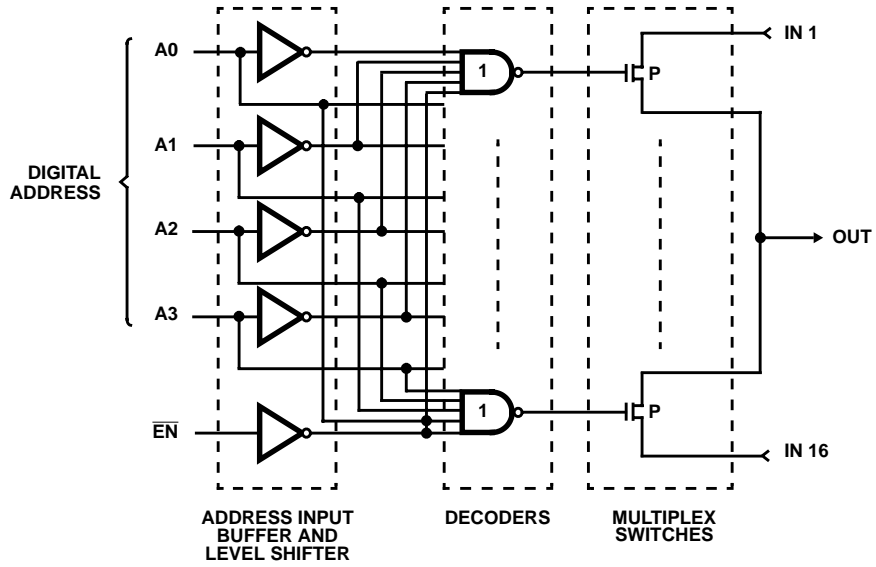 A0
1
P
IN 1
A1
DIGITAL
ADDRESS
A2
OUT
A3
1
P
EN
IN 16
ADDRESS INPUT
BUFFER AND
LEVEL SHIFTER
DECODERS
MULTIPLEX
SWITCHES